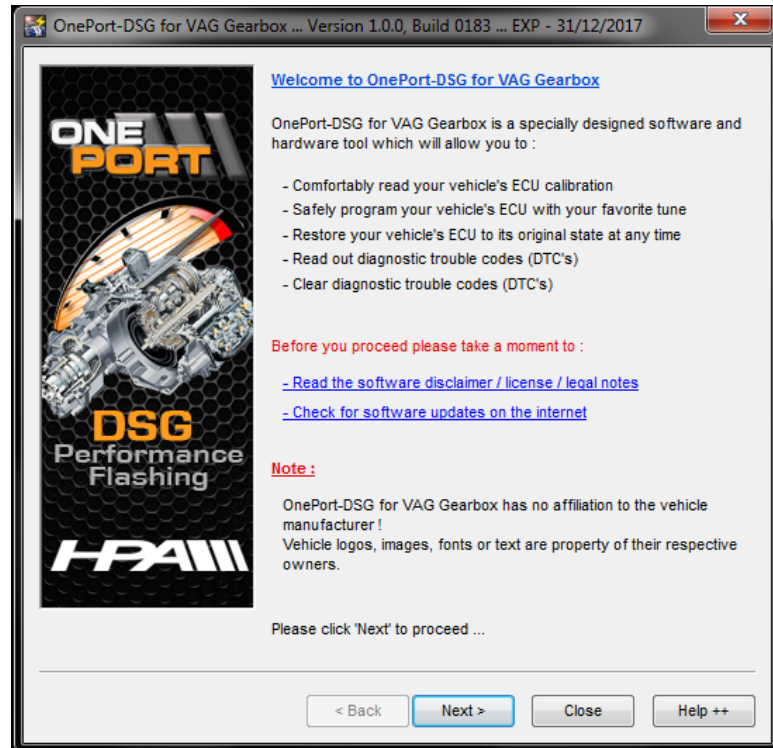 OnePort-DSG for VAG Gearbox ... Version 1.0.0, Build 0183 ... EXP - 31/12/2017
ONE
PORT
DSG
Performance
Flashing
HPA
Welcome to OnePort-DSG for VAG Gearbox
OnePort-DSG for VAG Gearbox is a specially designed software and
hardware tool which will allow you to :
- Comfortably read your vehicle's ECU calibration
- Safely program your vehicle's ECU with your favorite tune
- Restore your vehicle's ECU to its original state at any time
- Read out diagnostic trouble codes (DTC's)
- Clear diagnostic trouble codes (DTC's)
Before you proceed please take a moment to :
- Read the software disclaimer / license / legal notes
- Check for software updates on the internet
Note :
OnePort-DSG for VAG Gearbox has no affiliation to the vehicle
manufacturer !
Vehicle logos, images, fonts or text are property of their respective
owners.
Please click 'Next' to proceed ...
< Back
Next >
Close
Help ++